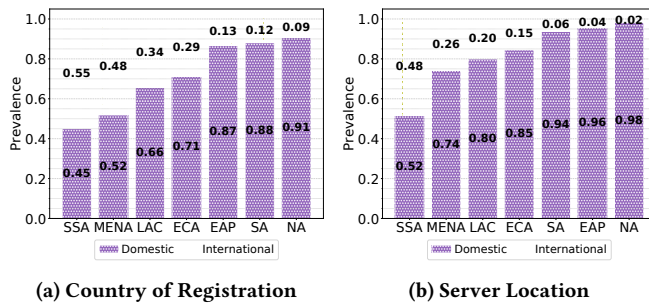 0.55 0.48 0.34 0.29 0.13 0.12 0.09
0.45 0.52 0.66 0.71 0.87 0.88 0.91
Prevalence
1.0
0.8
0.6
0.4
0.2
0.0
SSA MENA LAC ECA EAP SA NA
Domestic International
(a) Country of Registration
0.48 0.26 0.20 0.15 0.06 0.04 0.02
0.52 0.74 0.80 0.85 0.94 0.96 0.98
Prevalence
1.0
0.8
0.6
0.4
0.2
0.0
SSA MENA LAC ECA SA EAP NA
Domestic International
(b) Server Location